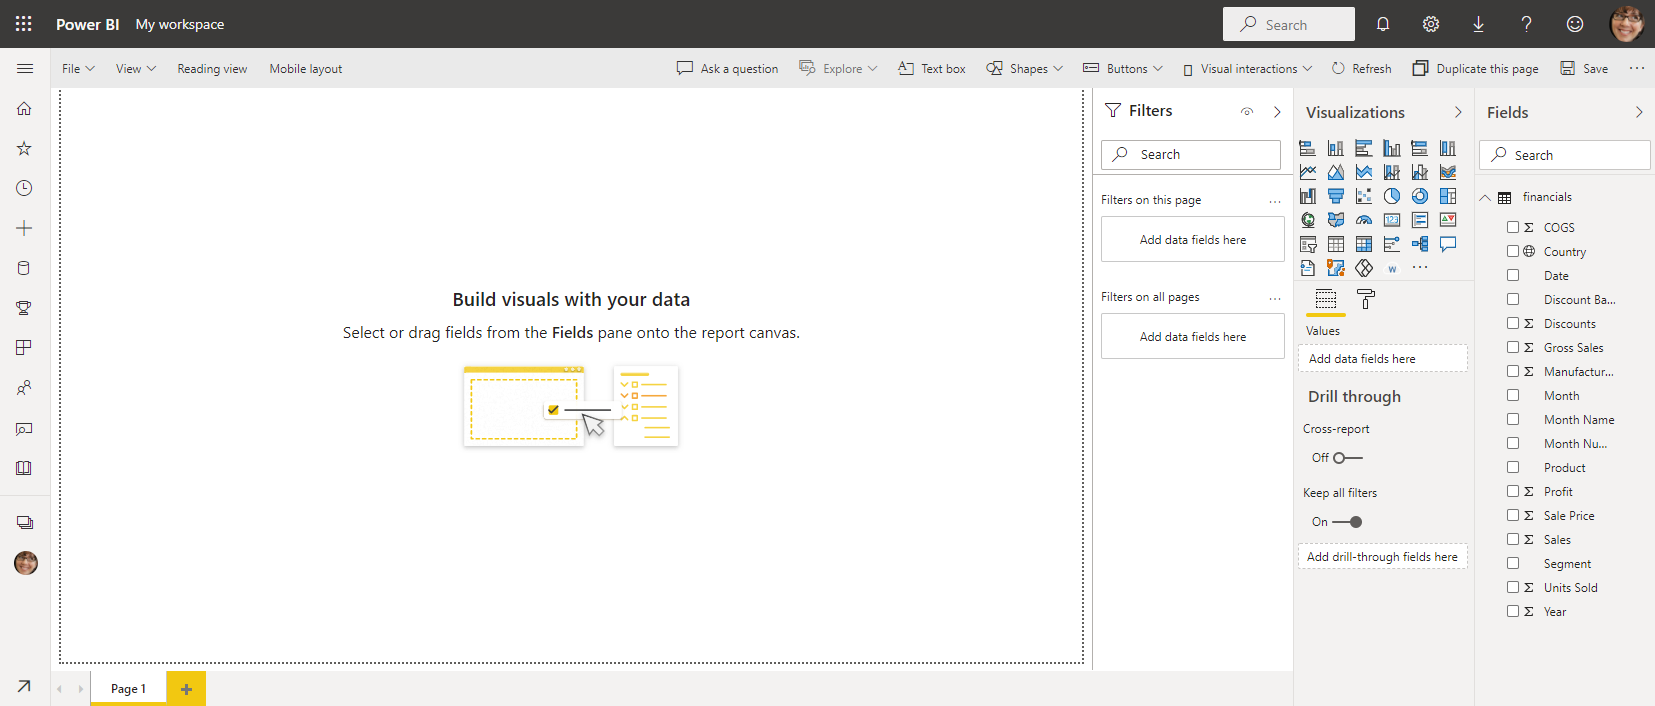 Power BI My workspace Search
File View Reading view Mobile layout Ask a question Explore Text box Shapes Buttons Visual interactions Refresh Duplicate this page Save ...
Build visuals with your data
Select or drag fields from the Fields pane onto the report canvas.
Page 1 +
Filters
Search
Filters on this page ...
Add data fields here
Filters on all pages ...
Add data fields here
Visualizations
123
W ...
Values
Add data fields here
Drill through
Cross-report
Off
Keep all filters
On
Add drill-through fields here
Fields
Search
financials
Σ COGS
Country
Date
Discount Ba...
Σ Discounts
Σ Gross Sales
Σ Manufactur...
Month
Month Name
Month Nu...
Product
Σ Profit
Σ Sale Price
Σ Sales
Segment
Σ Units Sold
Σ Year